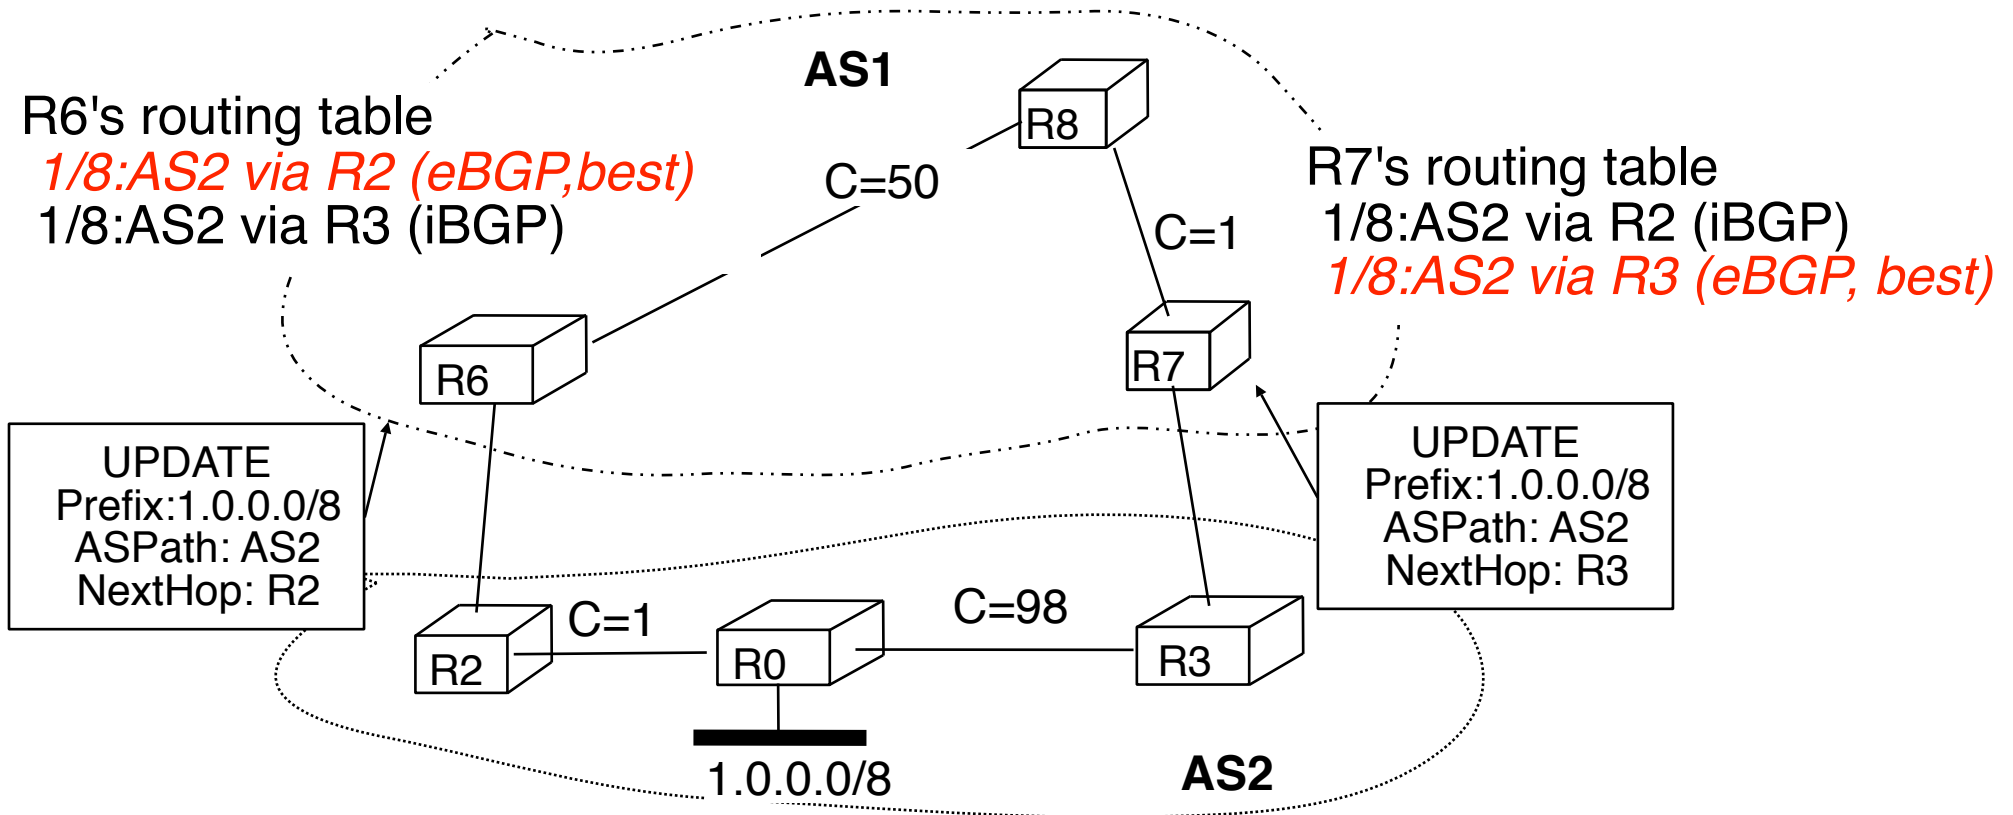 AS1
R8
R6's routing table
1/8:AS2 via R2 (eBGP,best)
1/8:AS2 via R3 (iBGP)
C=50
C=1
R7's routing table
1/8:AS2 via R2 (iBGP)
1/8:AS2 via R3 (eBGP, best)
R6
R7
UPDATE
Prefix:1.0.0.0/8
ASPath: AS2
NextHop: R2
UPDATE
Prefix:1.0.0.0/8
ASPath: AS2
NextHop: R3
R2
C=1
R0
C=98
R3
1.0.0.0/8
AS2